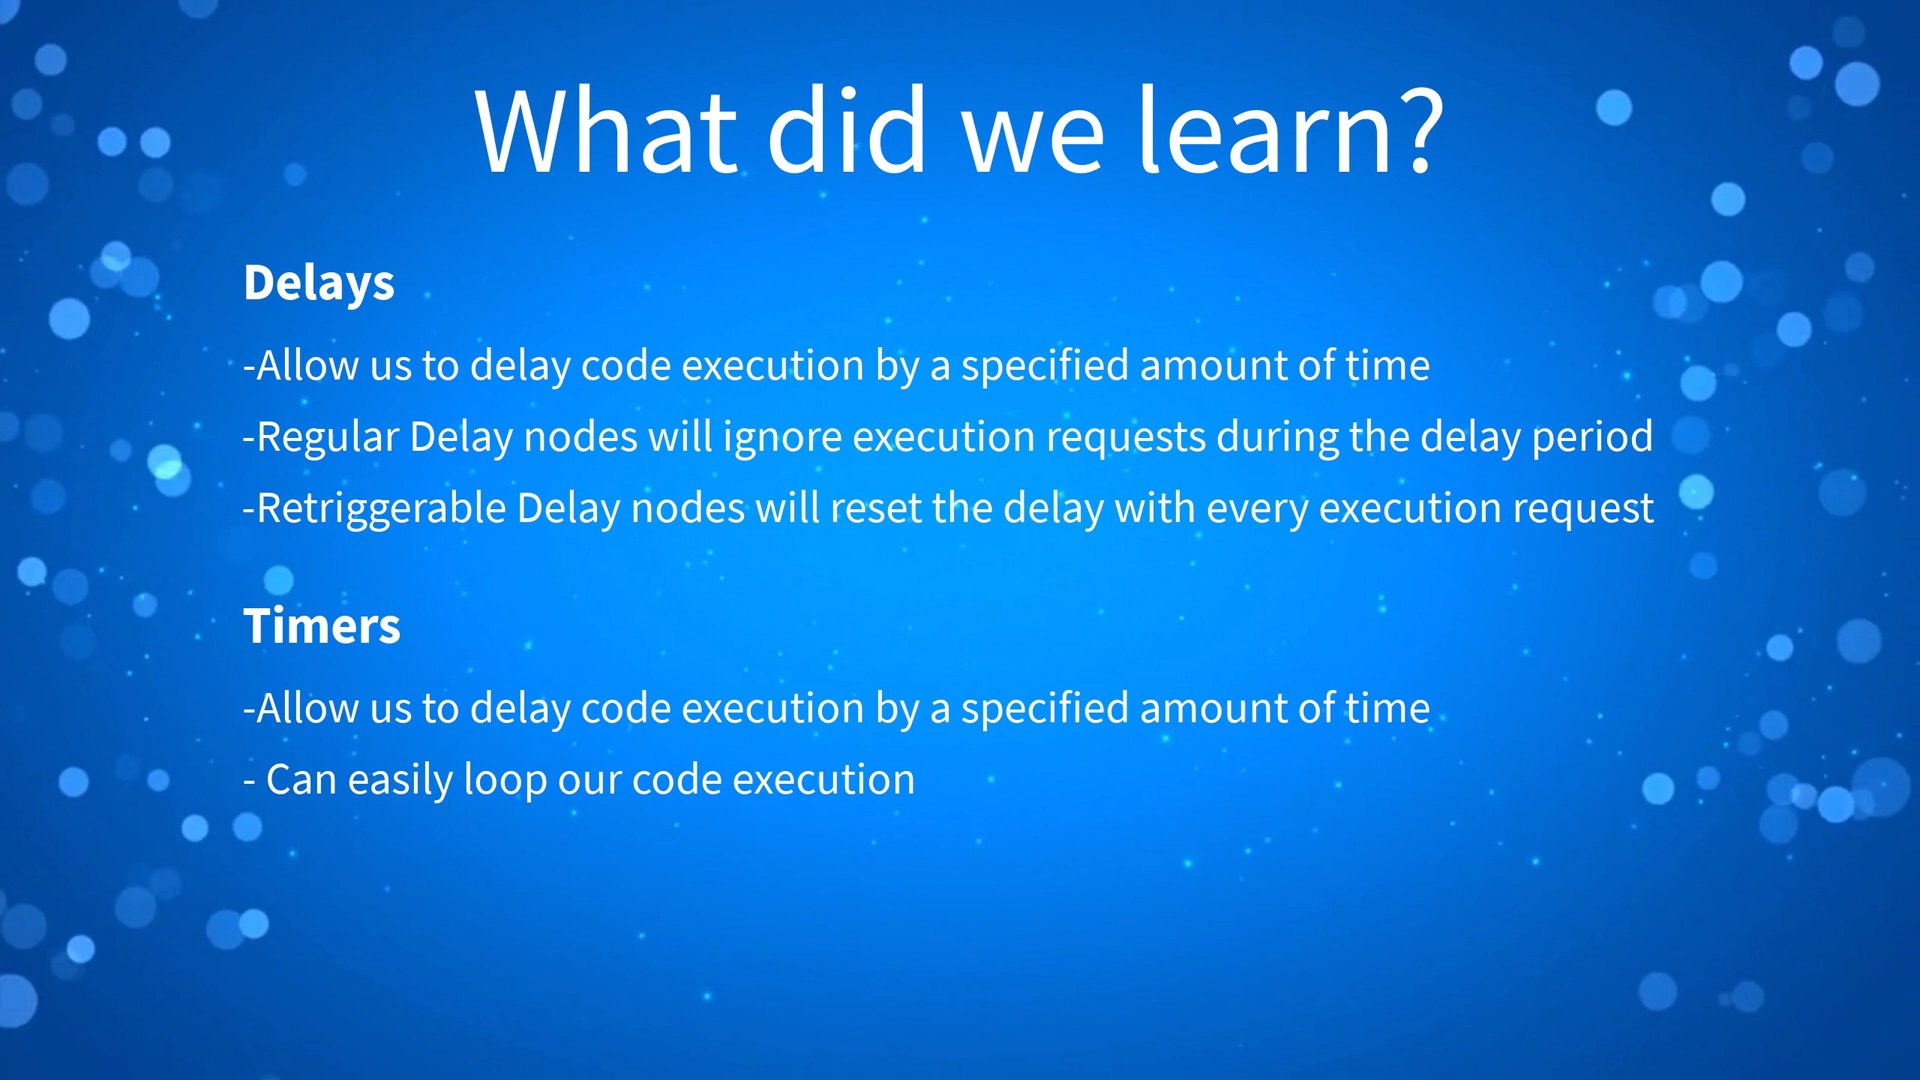 What did we learn?
Delays
-Allow us to delay code execution by a specified amount of time
-Regular Delay nodes will ignore execution requests during the delay period
-Retriggerable Delay nodes will reset the delay with every execution request
Timers
-Allow us to delay code execution by a specified amount of time
- Can easily loop our code execution